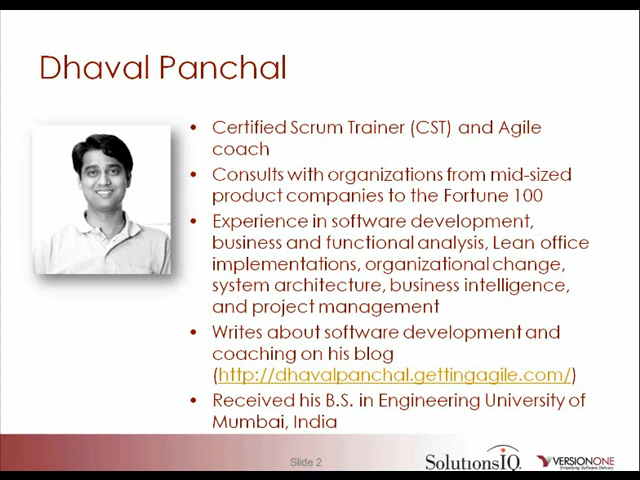 Dhaval Panchal
• Certified Scrum Trainer (CST) and Agile
coach
• Consults with organizations from mid-sized
product companies to the Fortune 100
• Experience in software development,
business and functional analysis, Lean office
implementations, organizational change,
system architecture, business intelligence,
and project management
• Writes about software development and
coaching on his blog
(http://dhavalpanchal.gettingagile.com/)
• Received his B.S. in Engineering University of
Mumbai, India
Slide 2
SolutionsIQ
VERSIONONE
Simplifying Software Delivery